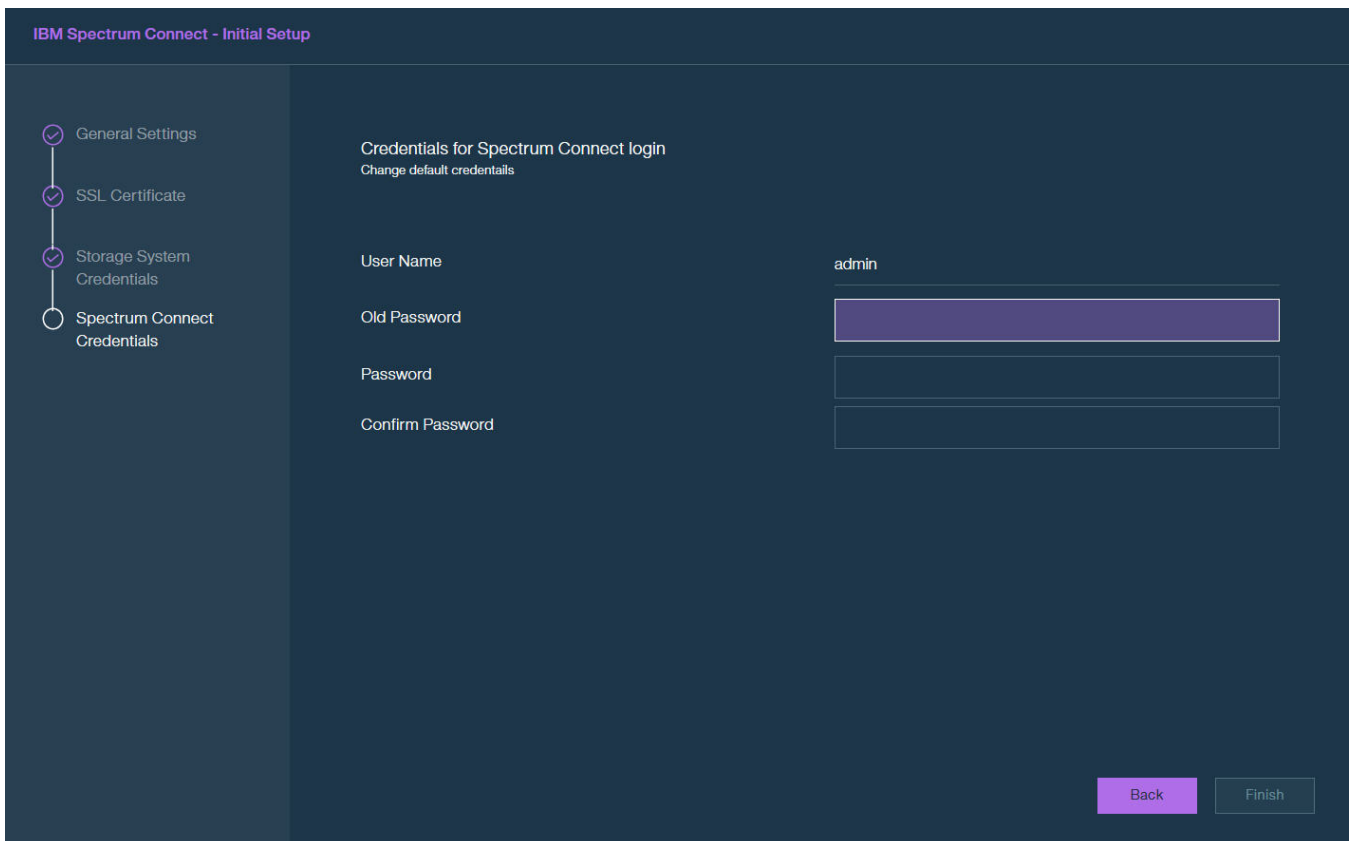 IBM Spectrum Connect - Initial Setup
General Settings
SSL Certificate
Storage System
Credentials
Spectrum Connect
Credentials
Credentials for Spectrum Connect login
Change default credentails
User Name
admin
Old Password
Password
Confirm Password
Back
Finish